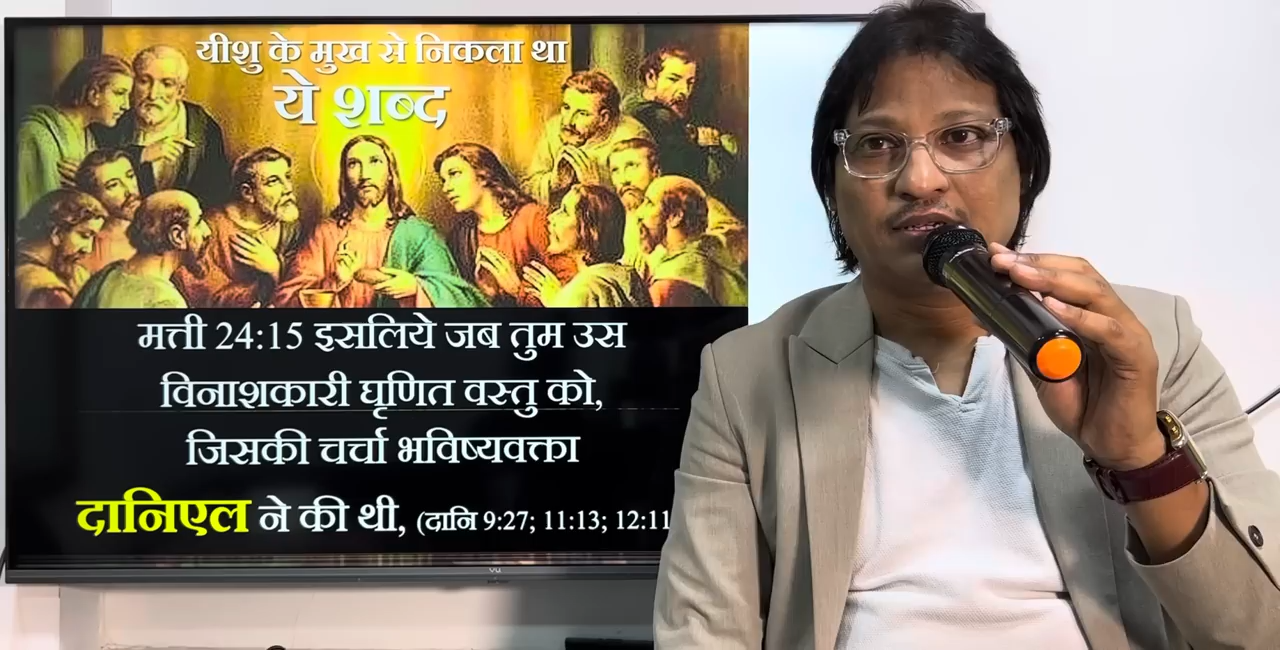 यीशु के मुख से निकला था
ये शब्द
मत्ती 24:15 इसलिये जब तुम उस
विनाशकारी घृणित वस्तु को,
जिसकी चर्चा भविष्यवक्ता
दानिएल ने की थी, (दानि 9:27; 11:13; 12:11
vu